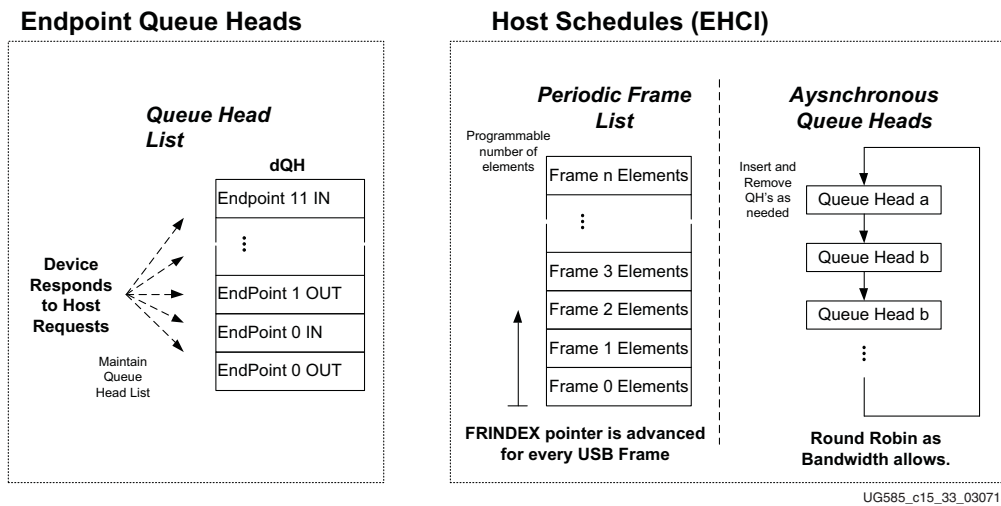 Endpoint Queue Heads
Queue Head
List
dQH
Endpoint 11 IN
⋮
EndPoint 1 OUT
EndPoint 0 IN
EndPoint 0 OUT
Device
Responds
to Host
Requests
Maintain
Queue
Head List
Host Schedules (EHCI)
Periodic Frame
List
Programmable
number of
elements
Frame n Elements
⋮
Frame 3 Elements
Frame 2 Elements
Frame 1 Elements
Frame 0 Elements
FRINDEX pointer is advanced
for every USB Frame
Aysnchronous
Queue Heads
Insert and
Remove
QH's as
needed
Queue Head a
Queue Head b
Queue Head b
⋮
Round Robin as
Bandwidth allows.
UG585_c15_33_03071